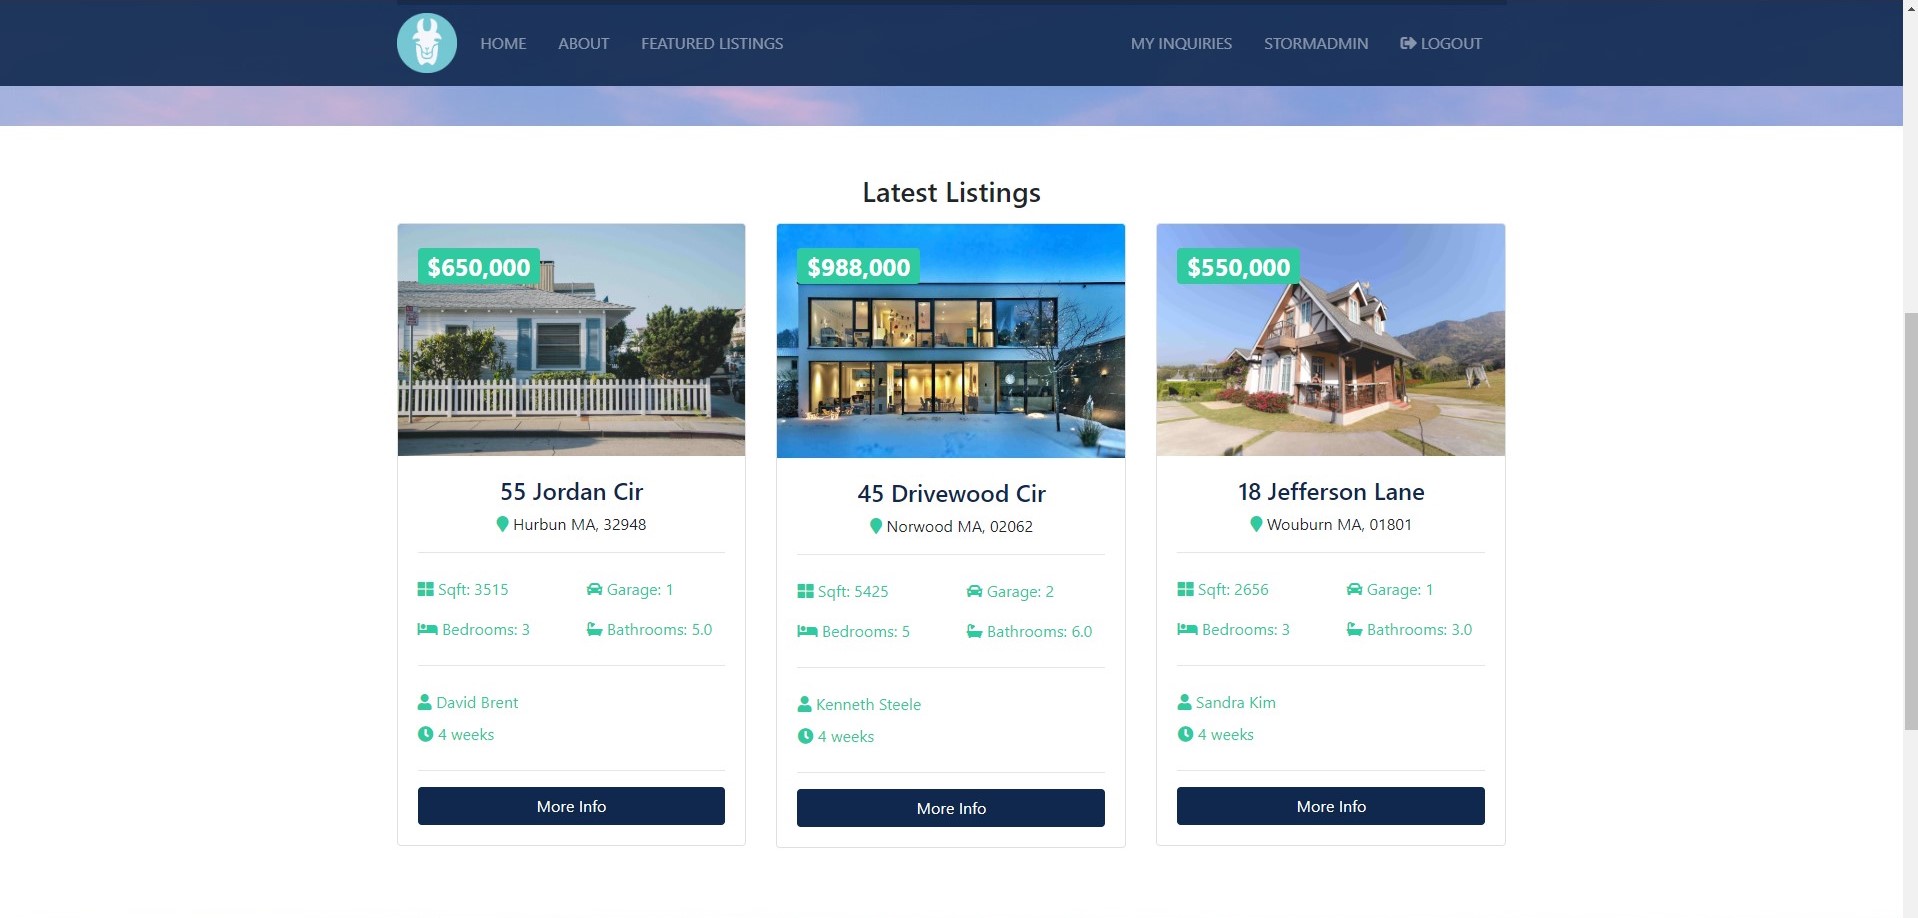 HOME ABOUT FEATURED LISTINGS MY INQUIRIES STORMADMIN LOGOUT
Latest Listings
$650,000
55 Jordan Cir
Hurbun MA, 32948
Sqft: 3515 Garage: 1
Bedrooms: 3 Bathrooms: 5.0
David Brent
4 weeks
More Info
$988,000
45 Drivewood Cir
Norwood MA, 02062
Sqft: 5425 Garage: 2
Bedrooms: 5 Bathrooms: 6.0
Kenneth Steele
4 weeks
More Info
$550,000
18 Jefferson Lane
Wouburn MA, 01801
Sqft: 2656 Garage: 1
Bedrooms: 3 Bathrooms: 3.0
Sandra Kim
4 weeks
More Info